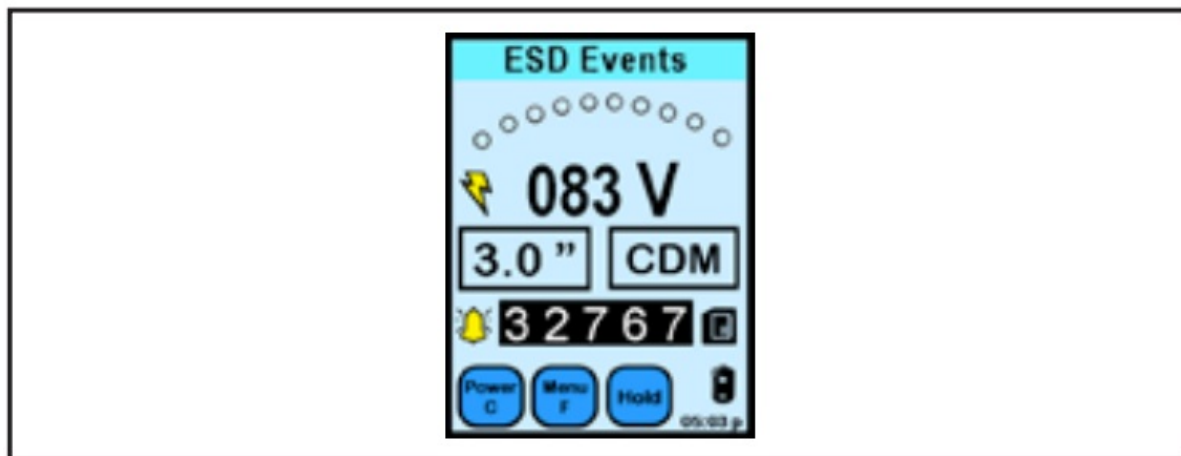 ESD Events
083 V
3.0 ” CDM
32767
Power Menu Hold
C F
05:03 p